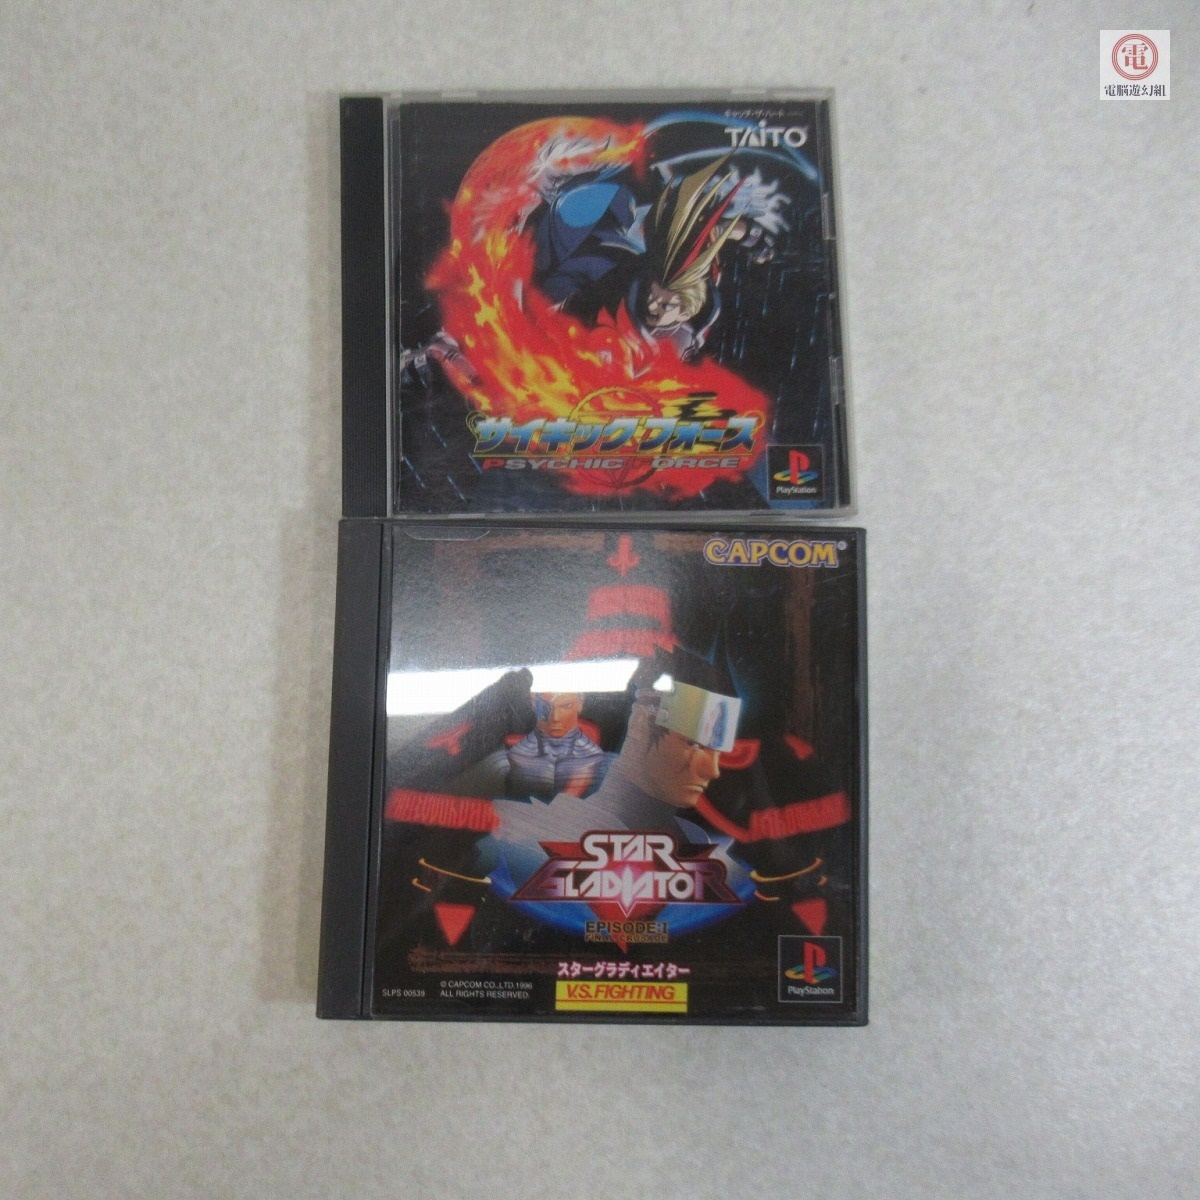 電
電脳遊幻組
キャッチ・ザ・ハート
TAITO
サイキックフォース
PSYCHIC FORCE
PlayStation
CAPCOM
STAR
GLADIATOR
EPISODE:I
FINAL CRUSADE
スターグラディエイター
V.S. FIGHTING
SLPS 00539
© CAPCOM CO.,LTD.1996
ALL RIGHTS RESERVED.
PlayStation